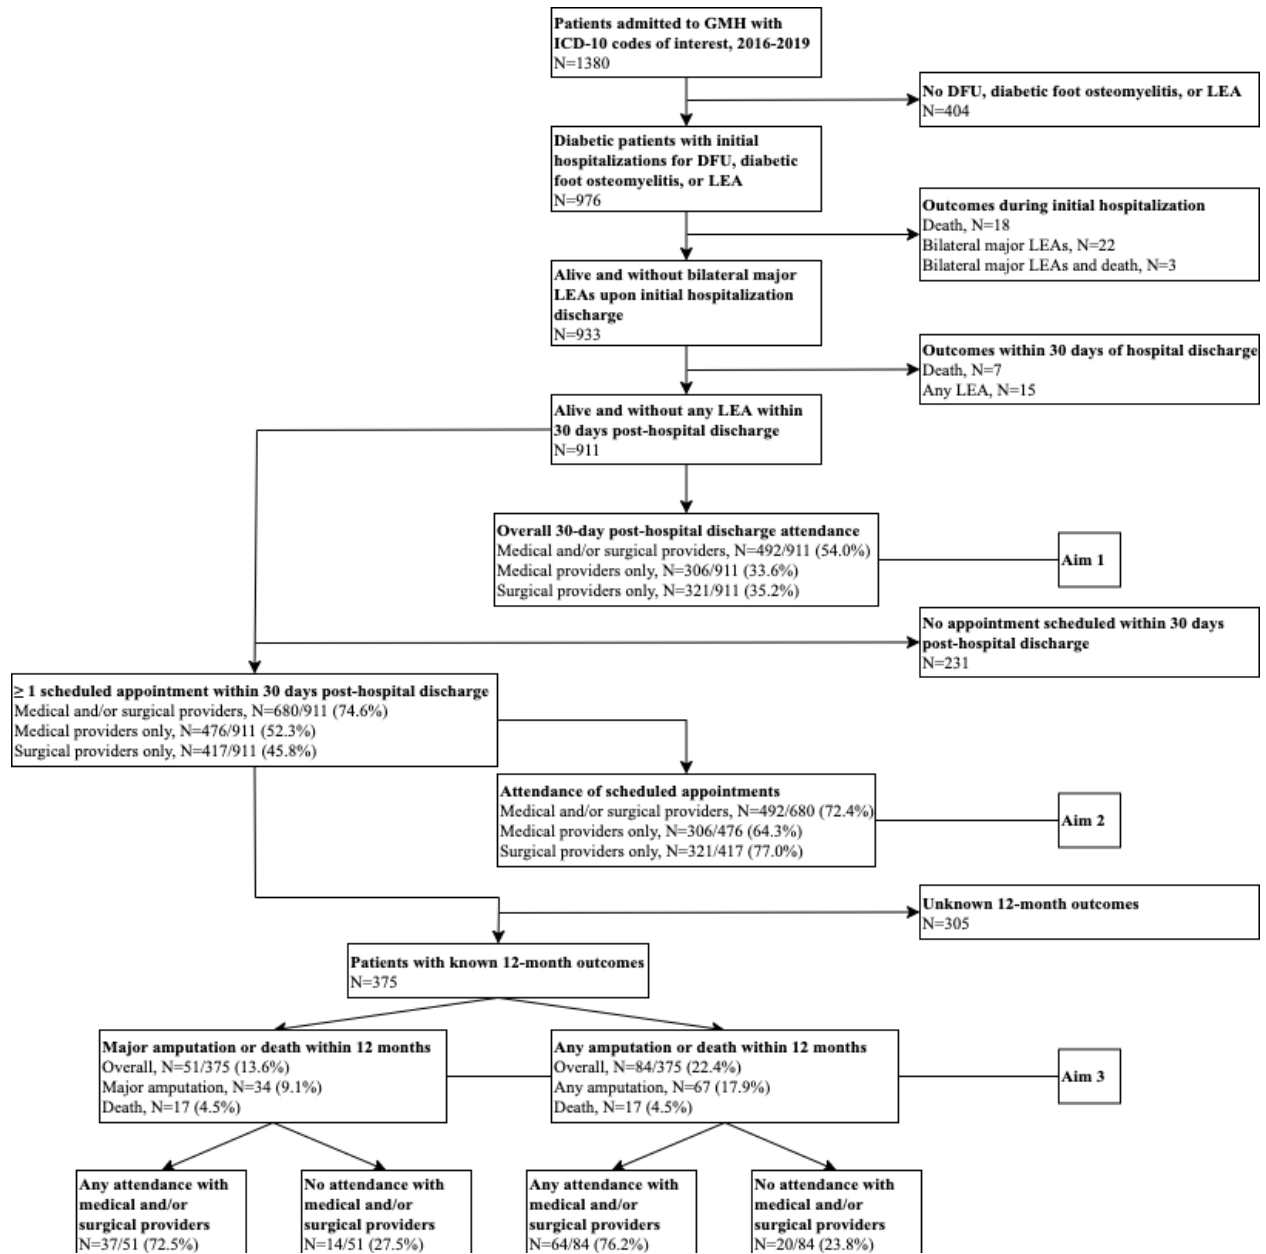 Patients admitted to GMH with
ICD-10 codes of interest, 2016-2019
N=1380
No DFU, diabetic foot osteomyelitis, or LEA
N=404
Diabetic patients with initial
hospitalizations for DFU, diabetic
foot osteomyelitis, or LEA
N=976
Outcomes during initial hospitalization
Death, N=18
Bilateral major LEAs, N=22
Bilateral major LEAs and death, N=3
Alive and without bilateral major
LEAs upon initial hospitalization
discharge
N=933
Outcomes within 30 days of hospital discharge
Death, N=7
Any LEA, N=15
Alive and without any LEA within
30 days post-hospital discharge
N=911
Overall 30-day post-hospital discharge attendance
Medical and/or surgical providers, N=492/911 (54.0%)
Medical providers only, N=306/911 (33.6%)
Surgical providers only, N=321/911 (35.2%)
Aim 1
No appointment scheduled within 30 days
post-hospital discharge
N=231
≥ 1 scheduled appointment within 30 days post-hospital discharge
Medical and/or surgical providers, N=680/911 (74.6%)
Medical providers only, N=476/911 (52.3%)
Surgical providers only, N=417/911 (45.8%)
Attendance of scheduled appointments
Medical and/or surgical providers, N=492/680 (72.4%)
Medical providers only, N=306/476 (64.3%)
Surgical providers only, N=321/417 (77.0%)
Aim 2
Unknown 12-month outcomes
N=305
Patients with known 12-month outcomes
N=375
Major amputation or death within 12 months
Overall, N=51/375 (13.6%)
Major amputation, N=34 (9.1%)
Death, N=17 (4.5%)
Any amputation or death within 12 months
Overall, N=84/375 (22.4%)
Any amputation, N=67 (17.9%)
Death, N=17 (4.5%)
Aim 3
Any attendance with
medical and/or
surgical providers
N=37/51 (72.5%)
No attendance with
medical and/or
surgical providers
N=14/51 (27.5%)
Any attendance with
medical and/or
surgical providers
N=64/84 (76.2%)
No attendance with
medical and/or
surgical providers
N=20/84 (23.8%)